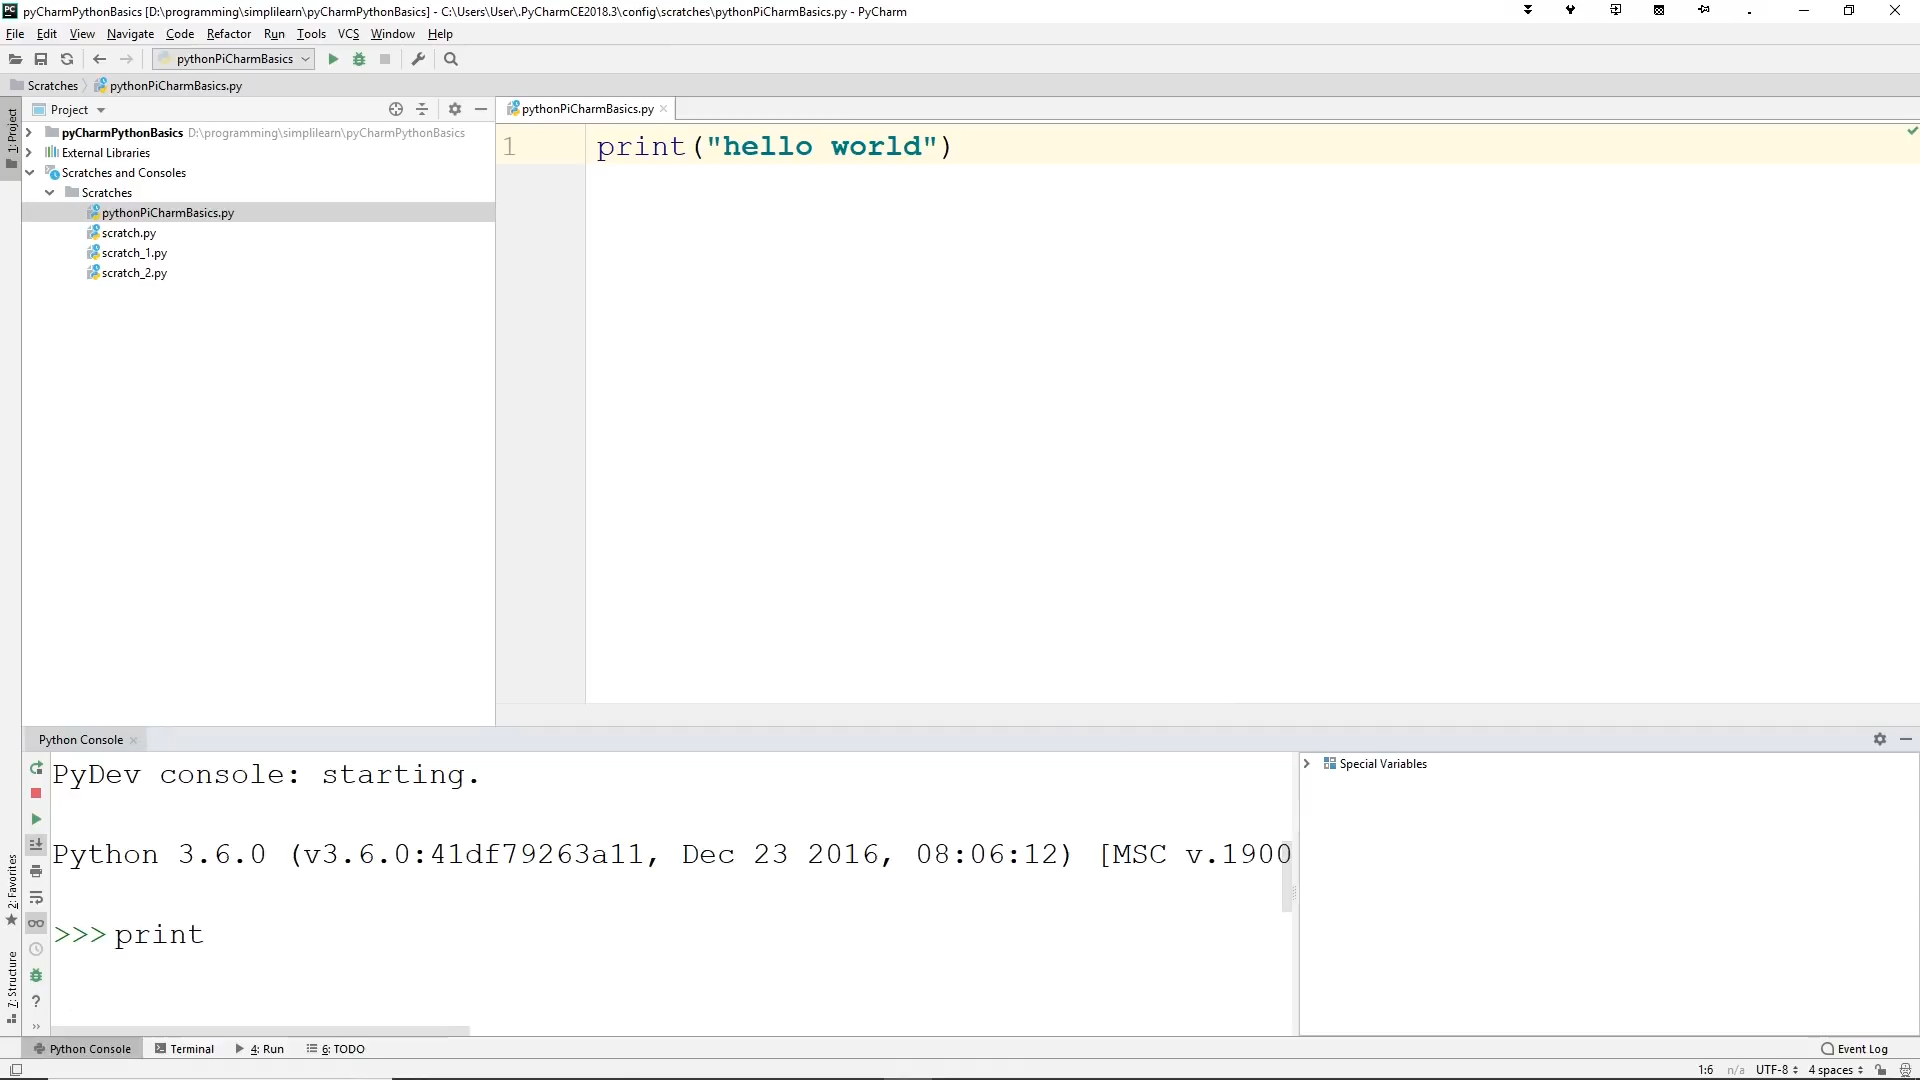 pyCharmPythonBasics [D:\programming\simplilearn\pyCharmPythonBasics] - C:\Users\User\.PyCharmCE2018.3\config\scratches\pythonPiCharmBasics.py - PyCharm
File Edit View Navigate Code Refactor Run Tools VCS Window Help
pythonPiCharmBasics
Scratches pythonPiCharmBasics.py
Project
pythonPiCharmBasics.py
1: Project
pyCharmPythonBasics D:\programming\simplilearn\pyCharmPythonBasics
External Libraries
Scratches and Consoles
Scratches
pythonPiCharmBasics.py
scratch.py
scratch_1.py
scratch_2.py
1 print("hello world")
Python Console
PyDev console: starting.
Python 3.6.0 (v3.6.0:41df79263a11, Dec 23 2016, 08:06:12) [MSC v.1900
>>> print
Special Variables
2: Favorites
7: Structure
Python Console Terminal 4: Run 6: TODO Event Log
1:6 n/a UTF-8 4 spaces